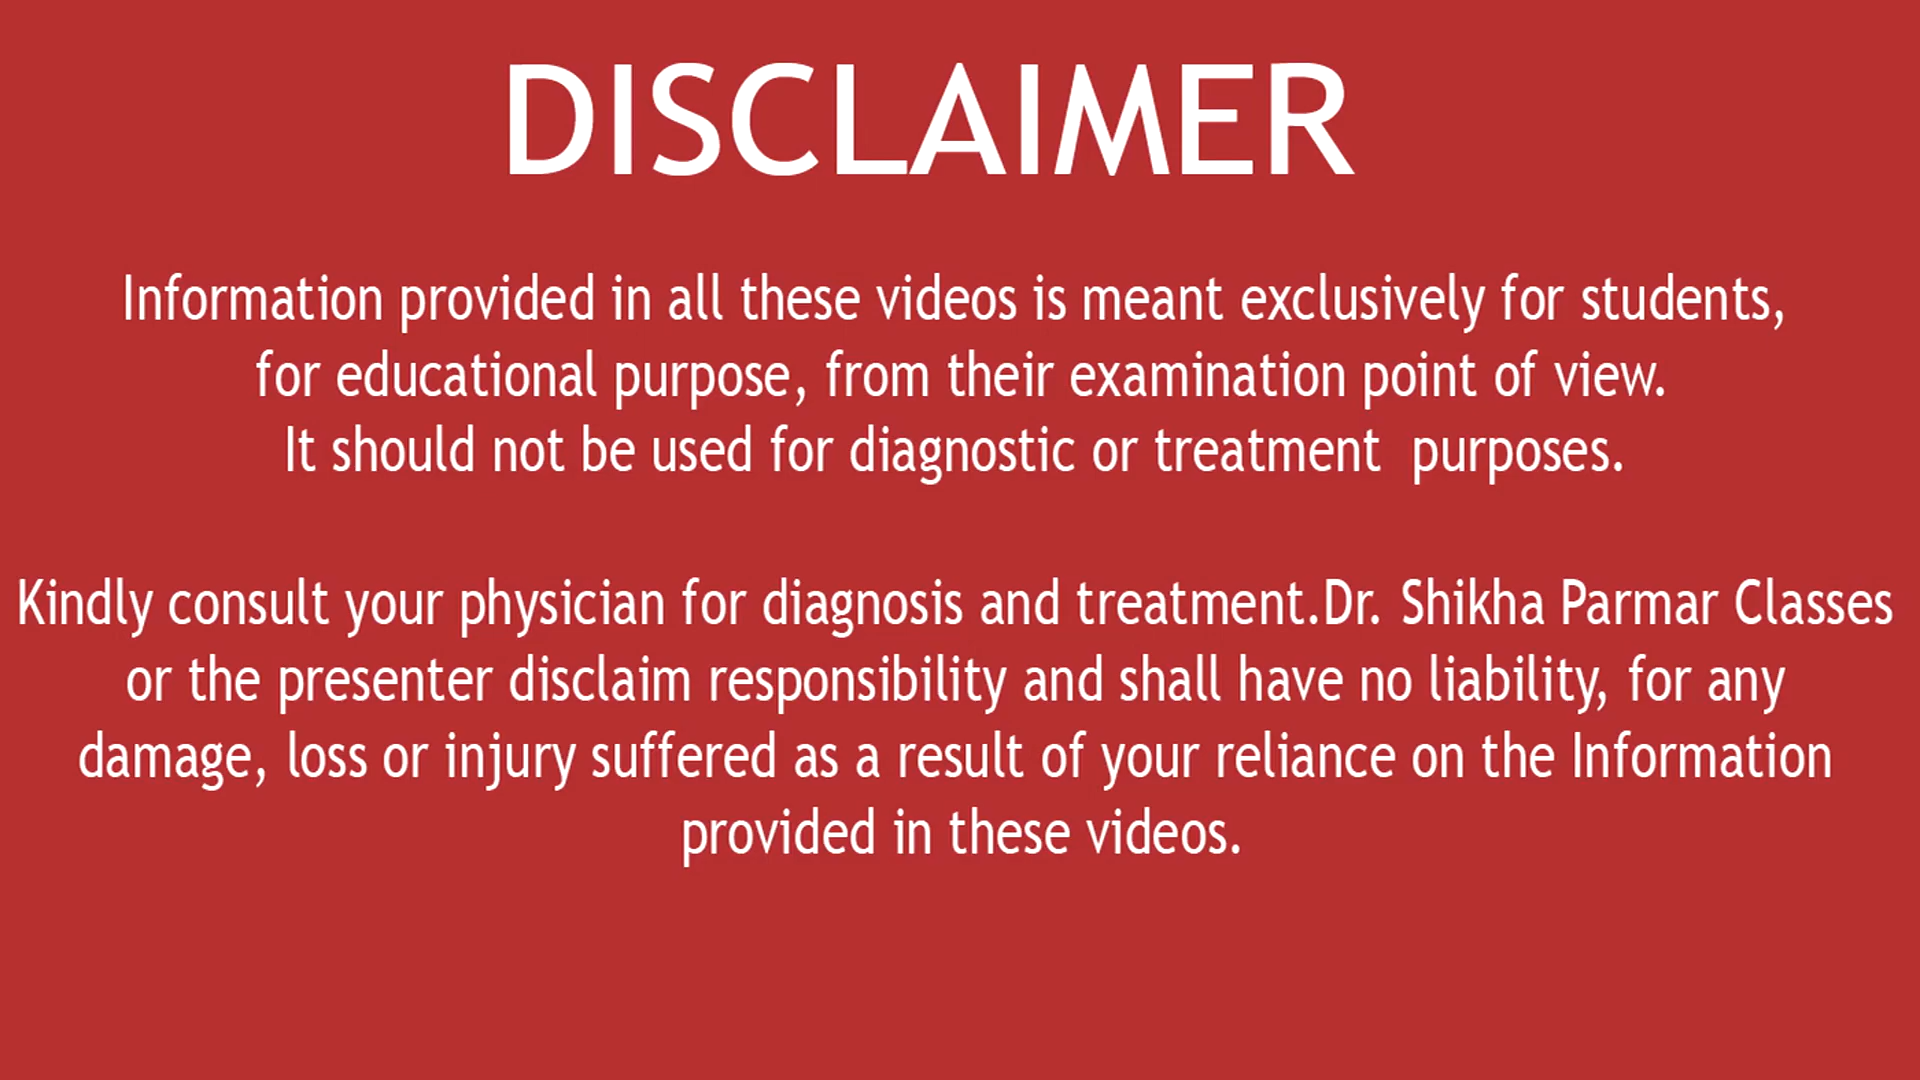 DISCLAIMER
Information provided in all these videos is meant exclusively for students,
for educational purpose, from their examination point of view.
It should not be used for diagnostic or treatment  purposes.
Kindly consult your physician for diagnosis and treatment.Dr. Shikha Parmar Classes
or the presenter disclaim responsibility and shall have no liability, for any
damage, loss or injury suffered as a result of your reliance on the Information
provided in these videos.